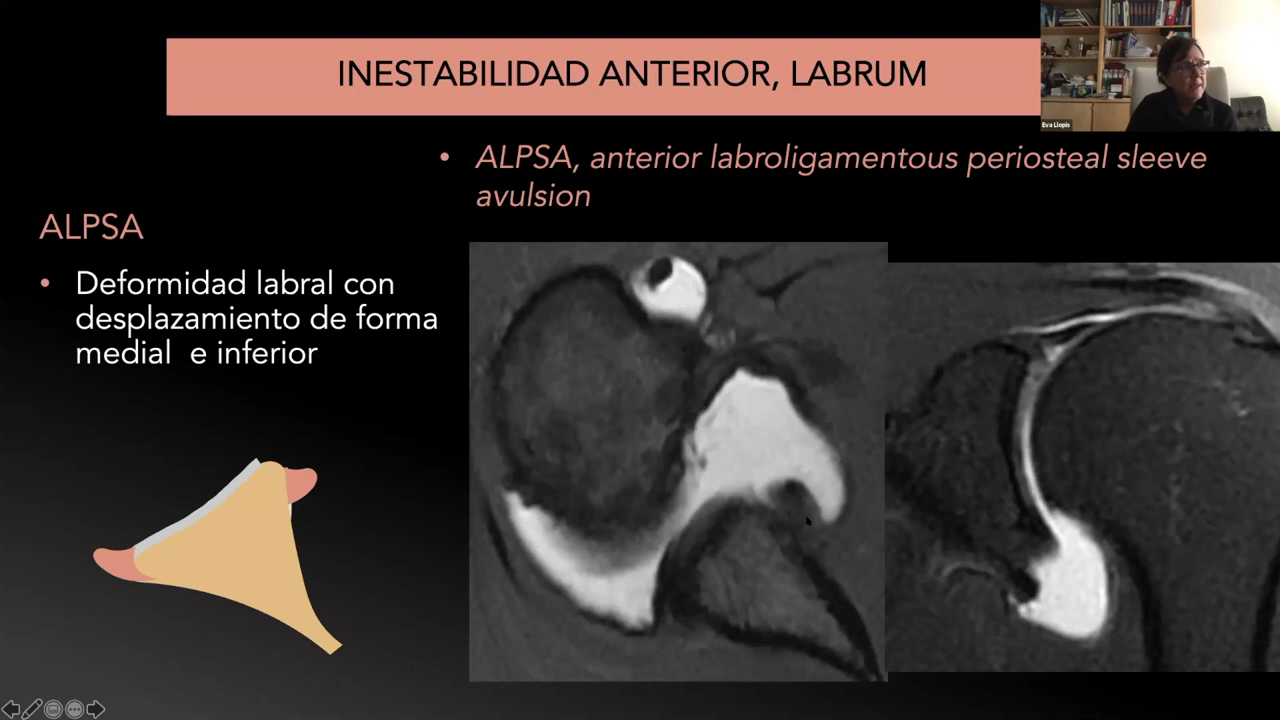 INESTABILIDAD ANTERIOR, LABRUM
Eva Llopis
• ALPSA, anterior labroligamentous periosteal sleeve
avulsion
ALPSA
• Deformidad labral con
desplazamiento de forma
medial e inferior